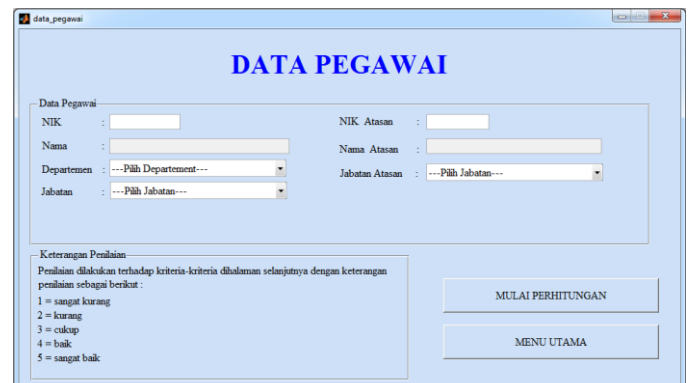 data_pegawai
DATA PEGAWAI
Data Pegawai
NIK :
Nama :
Departemen : ---Pilih Departement---
Jabatan : ---Pilih Jabatan---
NIK Atasan :
Nama Atasan :
Jabatan Atasan : ---Pilih Jabatan---
Keterangan Penilaian
Penilaian dilakukan terhadap kriteria-kriteria dihalaman selanjutnya dengan keterangan
penilaian sebagai berikut :
1 = sangat kurang
2 = kurang
3 = cukup
4 = baik
5 = sangat baik
MULAI PERHITUNGAN
MENU UTAMA